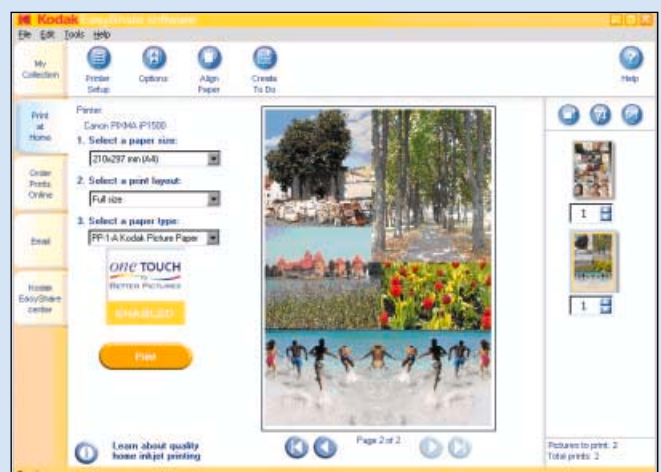 Kodak EasyShare software
File Edit Tools Help
My
Collection
Printer
Setup
Options
Align
Paper
Create
To Do
Help
Print
at
Home
Printer
Canon PIXMA iP1500
1. Select a paper size:
210x297 mm (A4)
2. Select a print layout:
Full size
3. Select a paper type:
PP-1-A Kodak Picture Paper
Order
Prints
Online
Email
Kodak
EasyShare
center
one TOUCH
TO
BETTER PICTURES
ENABLED
Print
Learn about quality
home inkjet printing
Page 2 of 2
1
1
Pictures to print: 2
Total prints: 2